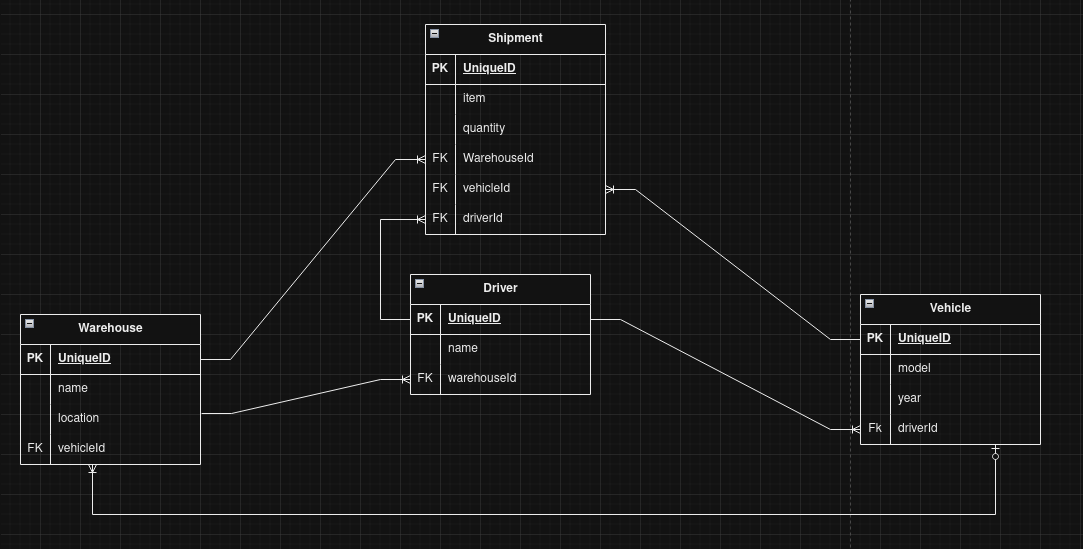 Shipment
PK UniqueID
item
quantity
FK WarehouseId
FK vehicleId
FK driverId
Driver
PK UniqueID
name
FK warehouseId
Vehicle
PK UniqueID
model
year
Fk driverId
Warehouse
PK UniqueID
name
location
FK vehicleId